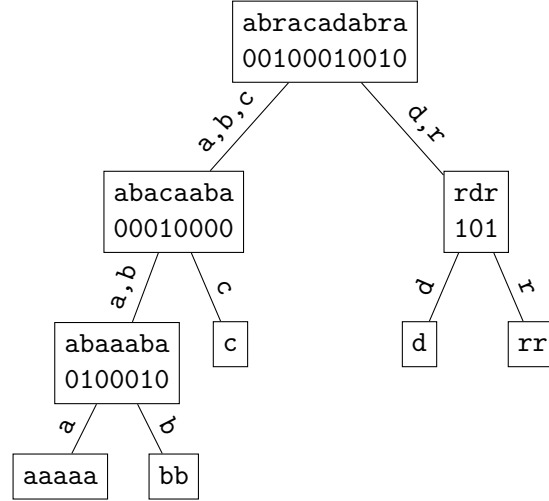 abracadabra
00100010010
a,b,c
d,r
abacaaba
00010000
rdr
101
a,b
c
d
r
abaaaba
0100010
c
d
rr
a
b
aaaaa
bb